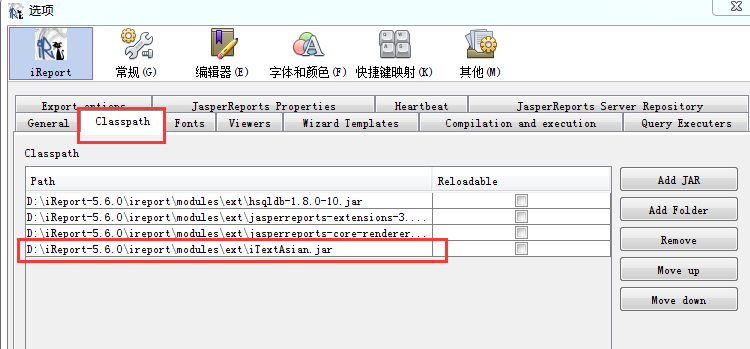 选项
iReport 常规(G) 编辑器(E) 字体和颜色(F) 快捷键映射(K) 其他(M)
Export options JasperReports Properties Heartbeat JasperReports Server Repository
General Classpath Fonts Viewers Wizard Templates Compilation and execution Query Executers
Classpath
Path Reloadable
Add JAR
D:\iReport-5.6.0\ireport\modules\ext\hsqldb-1.8.0-10.jar
D:\iReport-5.6.0\ireport\modules\ext\jasperreports-extensions-3....
Add Folder
D:\iReport-5.6.0\ireport\modules\ext\jasperreports-core-renderer...
Remove
D:\iReport-5.6.0\ireport\modules\ext\iTextAsian.jar
Move up
Move down